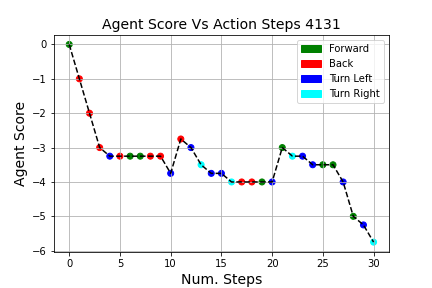 Agent Score Vs Action Steps 4131
Forward
Back
Turn Left
Turn Right
Agent Score
0
−1
−2
−3
−4
−5
−6
0 5 10 15 20 25 30
Num. Steps